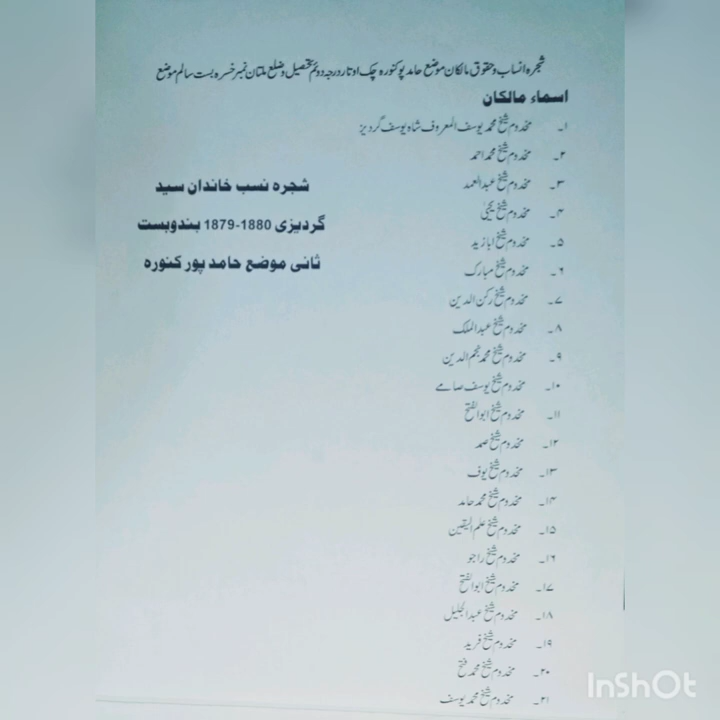 شجرہ انساب و حقوق مالکان موضع حامد پو کنورہ چک اوتار درجہ دوئم تحصیل و ضلع ملتان نمبر خسرہ بست سالم موضع
اسماء مالکان
۱۔ مخدوم شیخ محمد یوسف المعروف شاہ یوسف گردیز
۲۔ مخدوم شیخ محمد احمد
۳۔ مخدوم شیخ عبدالعمد
۴۔ مخدوم شیخ یحییٰ
۵۔ مخدوم شیخ ابازید
۶۔ مخدوم شیخ مبارک
۷۔ مخدوم شیخ رکن الدین
۸۔ مخدوم شیخ عبدالملک
۹۔ مخدوم شیخ محمد نجم الدین
۱۰۔ مخدوم شیخ یوسف صامے
۱۱۔ مخدوم شیخ ابوالفتح
۱۲۔ مخدوم شیخ صمد
۱۳۔ مخدوم شیخ یوف
۱۴۔ مخدوم شیخ محمد حامد
۱۵۔ مخدوم شیخ علم الیقین
۱۶۔ مخدوم شیخ راجو
۱۷۔ مخدوم شیخ ابوالفتح
۱۸۔ مخدوم شیخ عبدالجلیل
۱۹۔ مخدوم شیخ فرید
۲۰۔ مخدوم شیخ محمد فتح
۲۱۔ مخدوم شیخ محمد یوسف
شجرہ نسب خاندان سید
گردیزی 1880-1879 بندوبست
ثانی موضع حامد پور کنورہ
InShOt